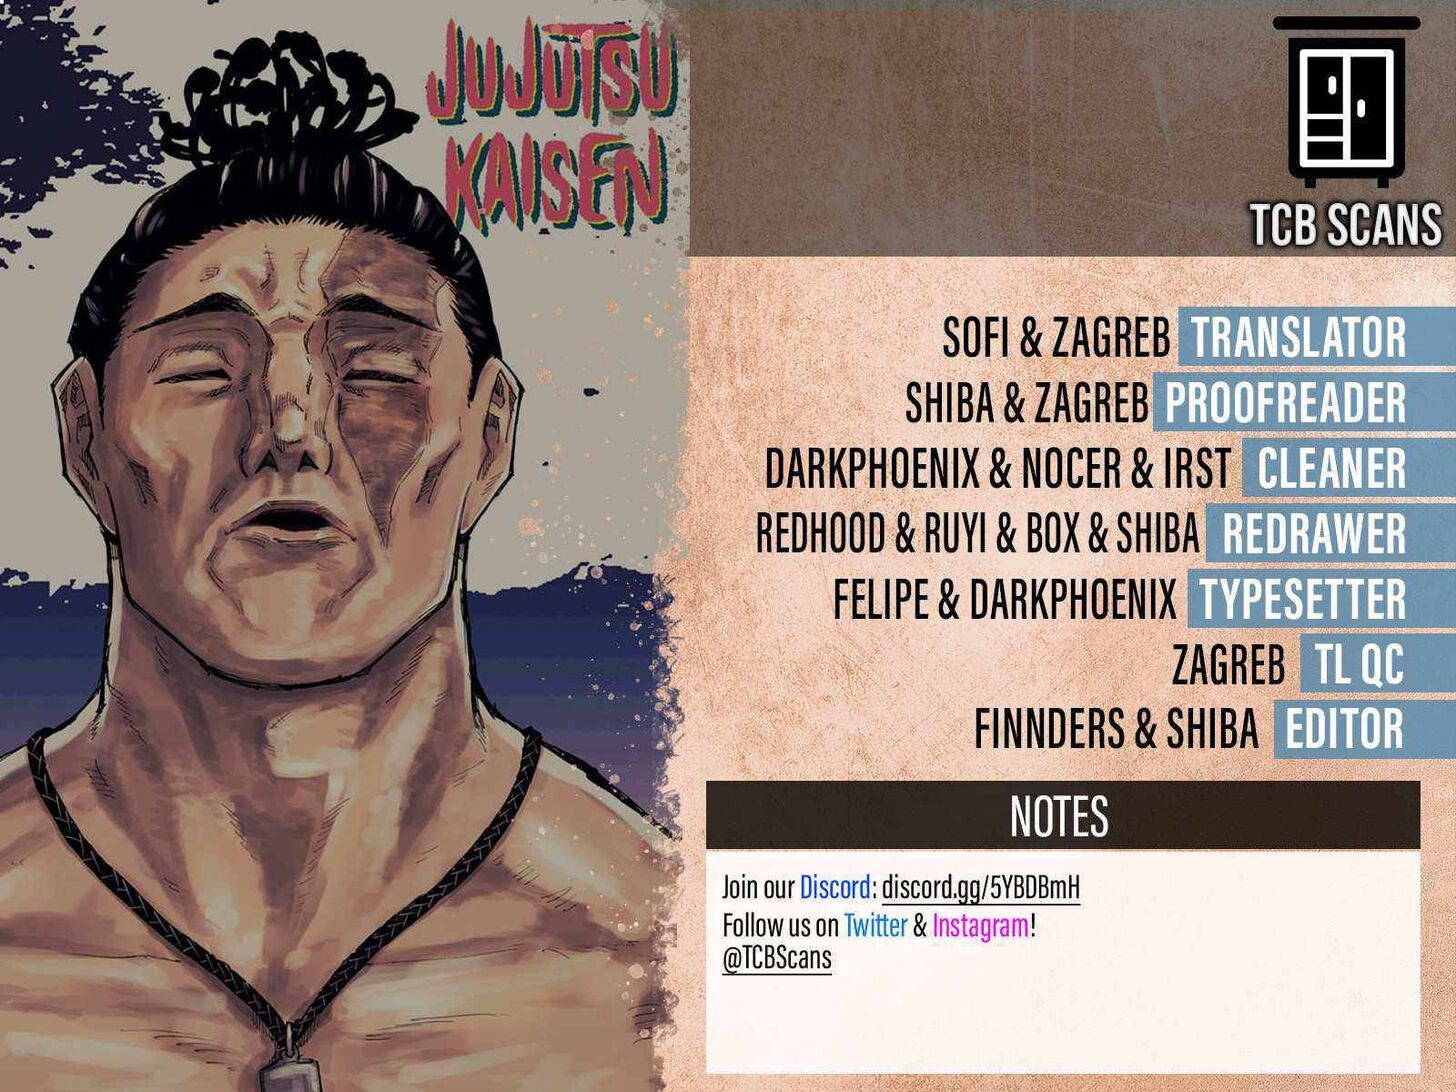 JUJUTSU
KAISEN
TCB SCANS
SOFI & ZAGREB TRANSLATOR
SHIBA & ZAGREB PROOFREADER
DARKPHOENIX & NOCER & IRST CLEANER
REDHOOD & RUYI & BOX & SHIBA REDRAWER
FELIPE & DARKPHOENIX TYPESETTER
ZAGREB TL QC
FINNDERS & SHIBA EDITOR
NOTES
Join our Discord: discord.gg/5YBDBmH
Follow us on Twitter & Instagram!
@TCBScans